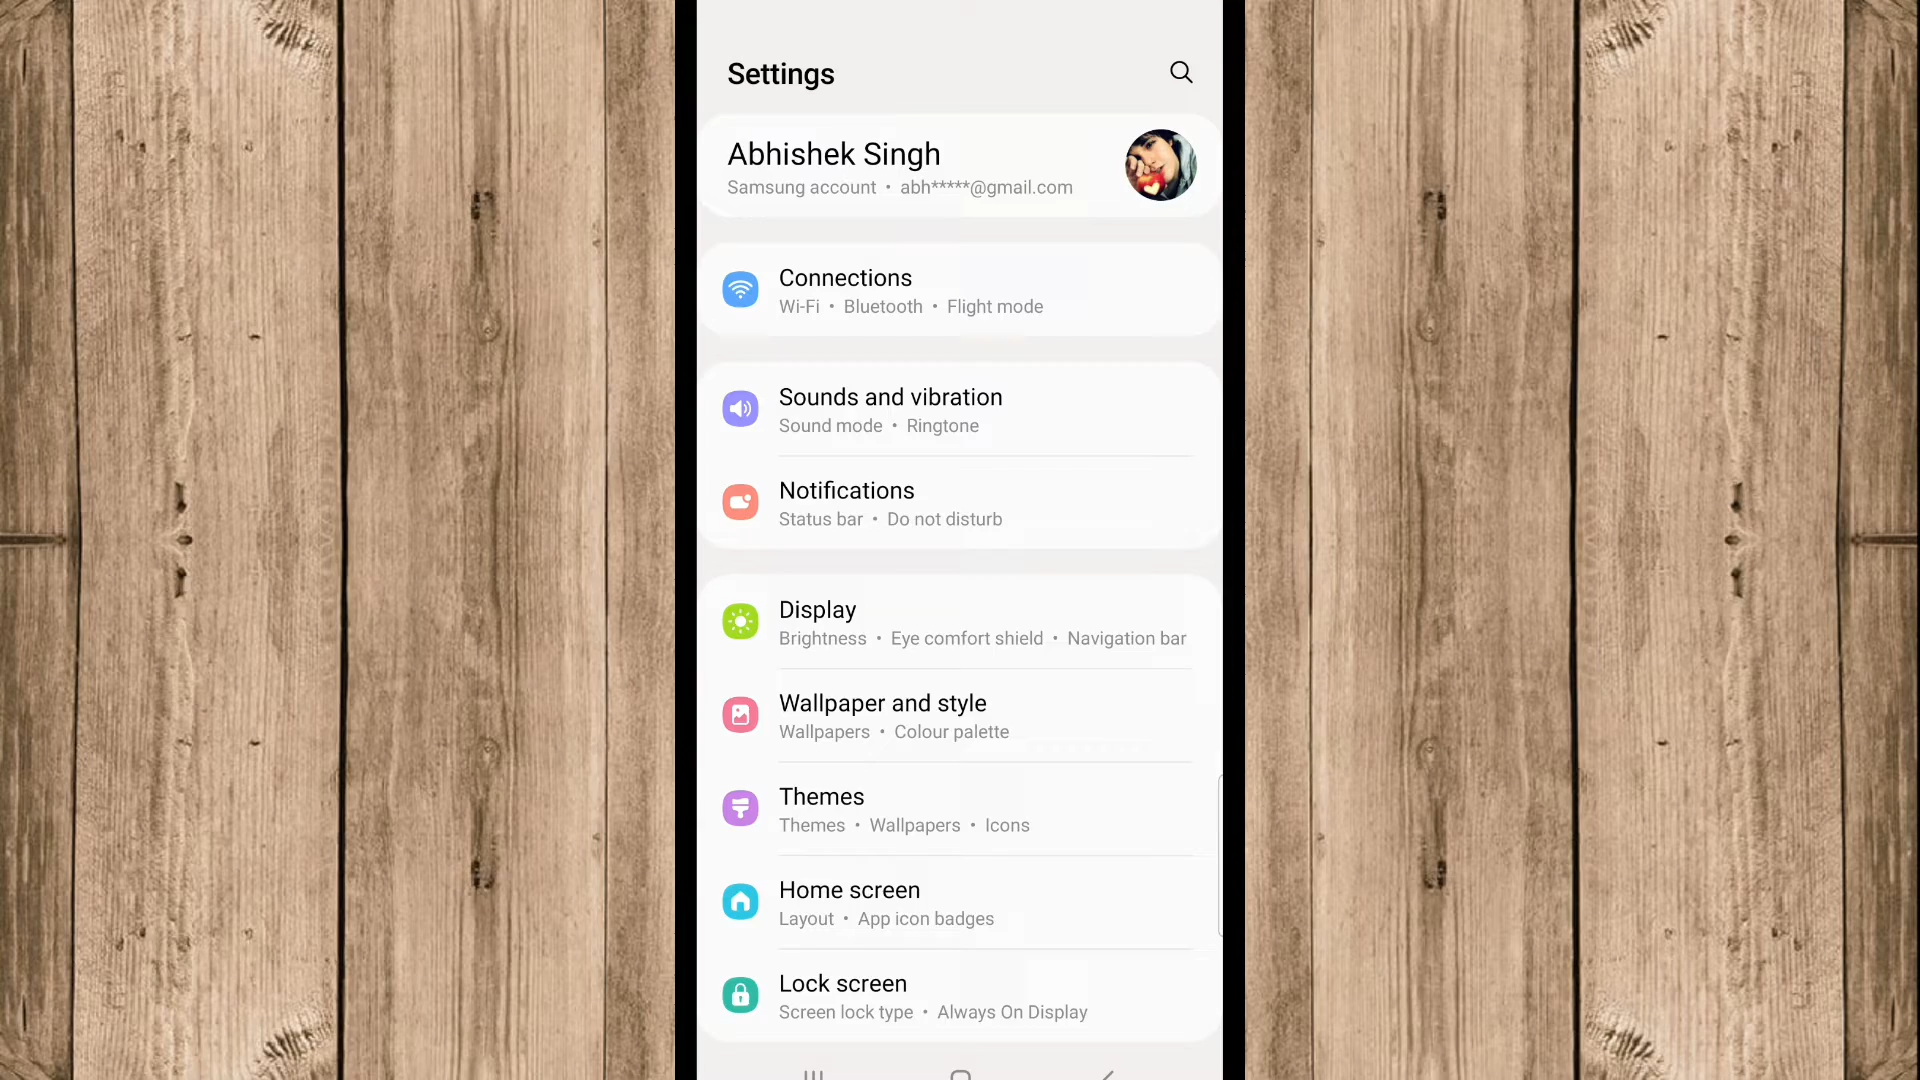 Settings
Abhishek Singh
Samsung account • abh*****@gmail.com
Connections
Wi-Fi • Bluetooth • Flight mode
Sounds and vibration
Sound mode • Ringtone
Notifications
Status bar • Do not disturb
Display
Brightness • Eye comfort shield • Navigation bar
Wallpaper and style
Wallpapers • Colour palette
Themes
Themes • Wallpapers • Icons
Home screen
Layout • App icon badges
Lock screen
Screen lock type • Always On Display